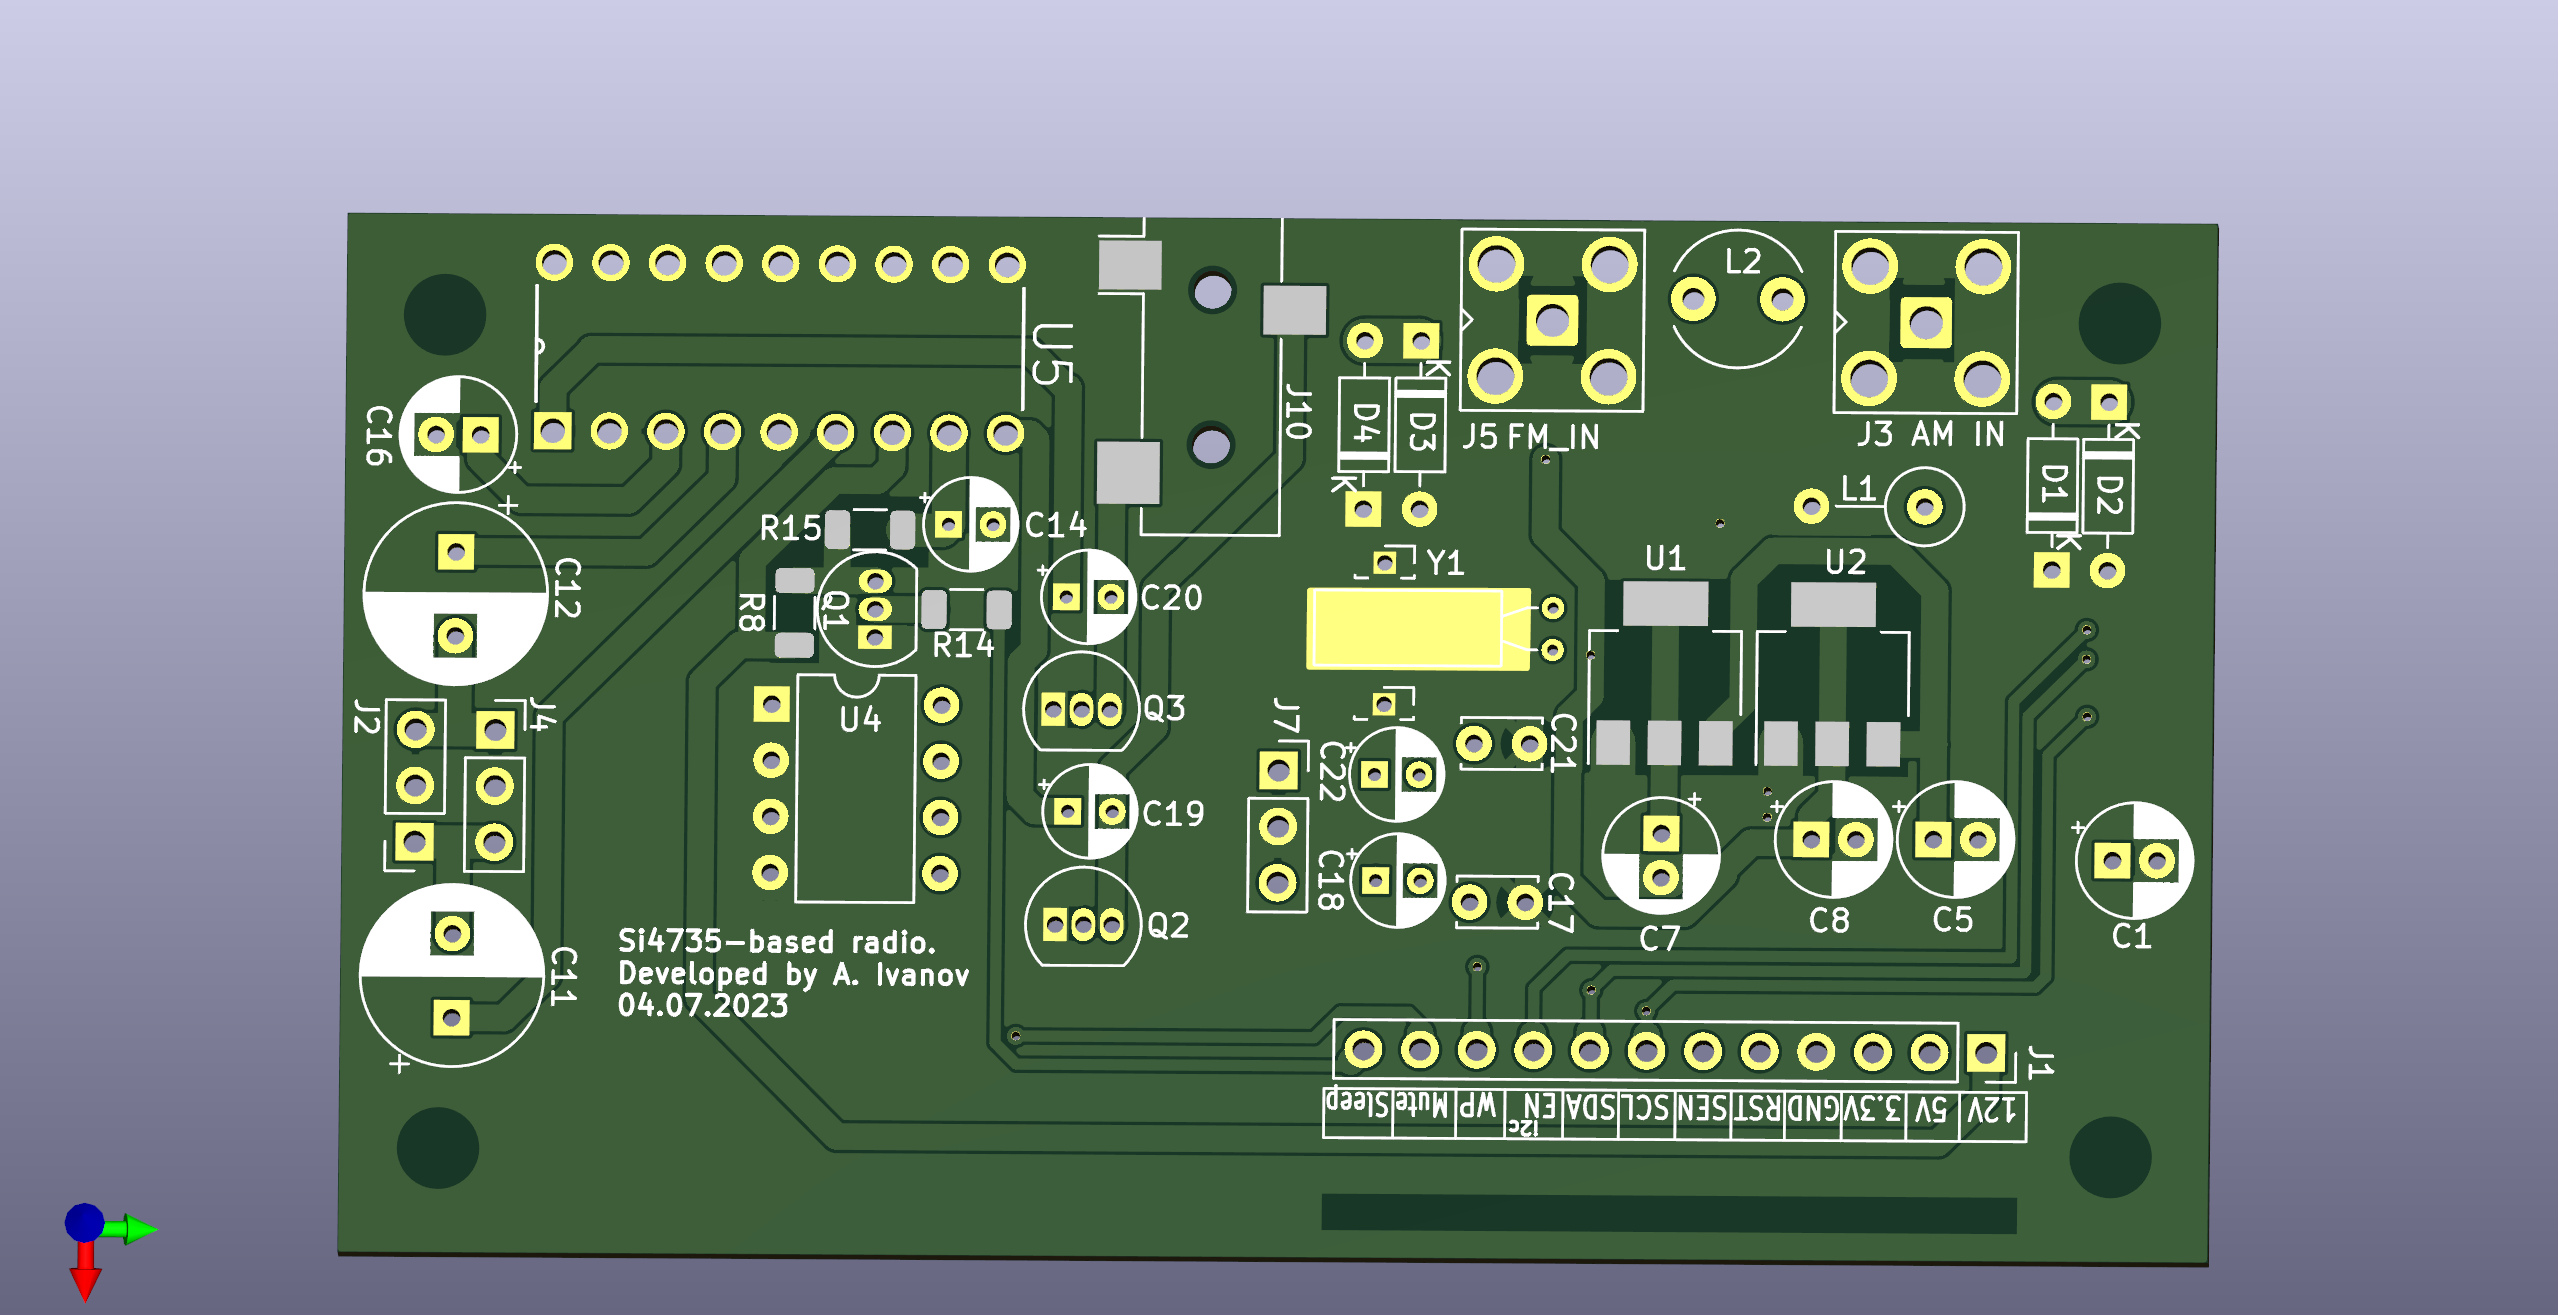 L2
U5
J10
C16
D4
D3
K
J5 FM_IN
J3 AM IN
K
K
D1
D2
K
L1
R15
C14
C12
R8
Q1
R14
C20
Y1
U1
U2
J2
J4
U4
Q3
J7
C22
C21
C19
C18
C17
Q2
C7
C8
C5
C1
C11
Si4735-based radio.
Developed by A. Ivanov
04.07.2023
J1
12V 5V 3.3V GND RST SEN SCL SDA i2c EN WP Mute Sleep